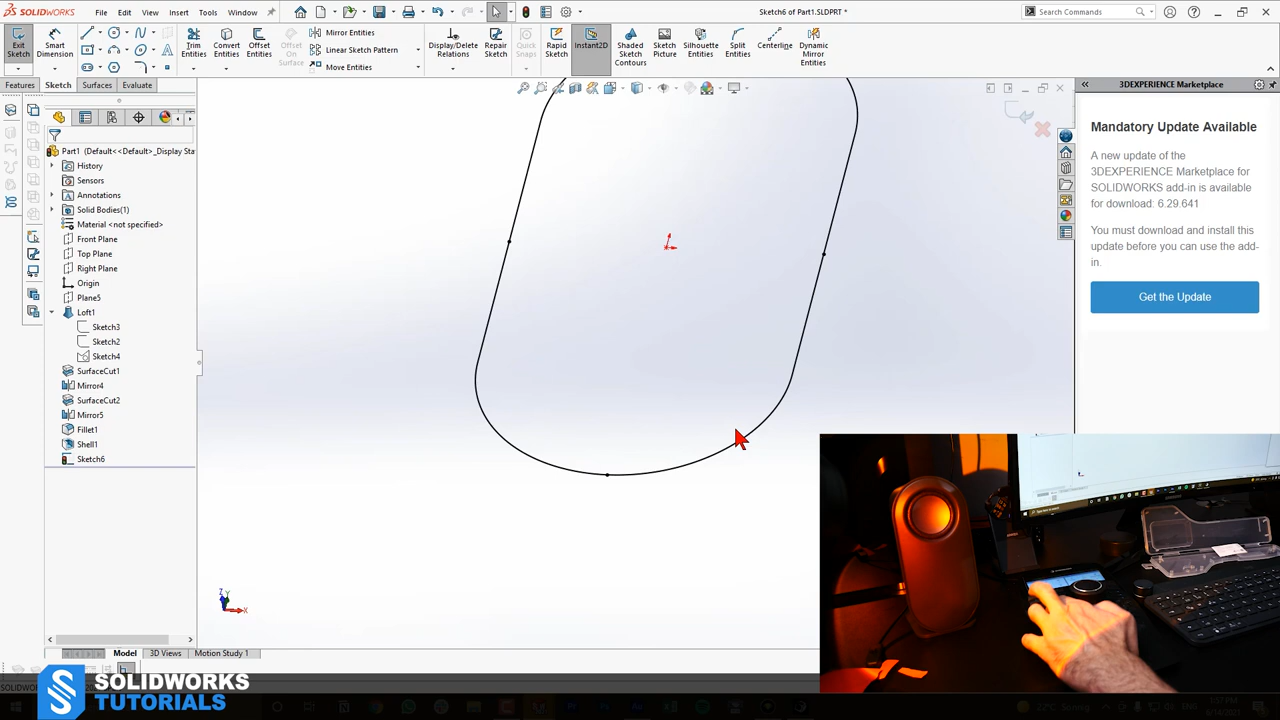 SOLIDWORKS
File Edit View Insert Tools Window
Sketch6 of Part1.SLDPRT *
Search Commands
Exit Sketch
Smart Dimension
Trim Entities
Convert Entities
Offset Entities
Offset On Surface
Mirror Entities
Linear Sketch Pattern
Move Entities
Display/Delete Relations
Repair Sketch
Quick Snaps
Rapid Sketch
Instant2D
Shaded Sketch Contours
Sketch Picture
Silhouette Entities
Split Entities
Centerline
Dynamic Mirror Entities
Features Sketch Surfaces Evaluate
3DEXPERIENCE Marketplace
Part1 (Default<<Default>_Display Sta
History
Sensors
Annotations
Solid Bodies(1)
Material <not specified>
Front Plane
Top Plane
Right Plane
Origin
Plane5
Loft1
Sketch3
Sketch2
Sketch4
SurfaceCut1
Mirror4
SurfaceCut2
Mirror5
Fillet1
Shell1
Sketch6
Mandatory Update Available
A new update of the
3DEXPERIENCE Marketplace for
SOLIDWORKS add-in is available
for download: 6.29.641
You must download and install this
update before you can use the add-
in.
Get the Update
Z Y X
Model 3D Views Motion Study 1
SOLIDWORKS
TUTORIALS